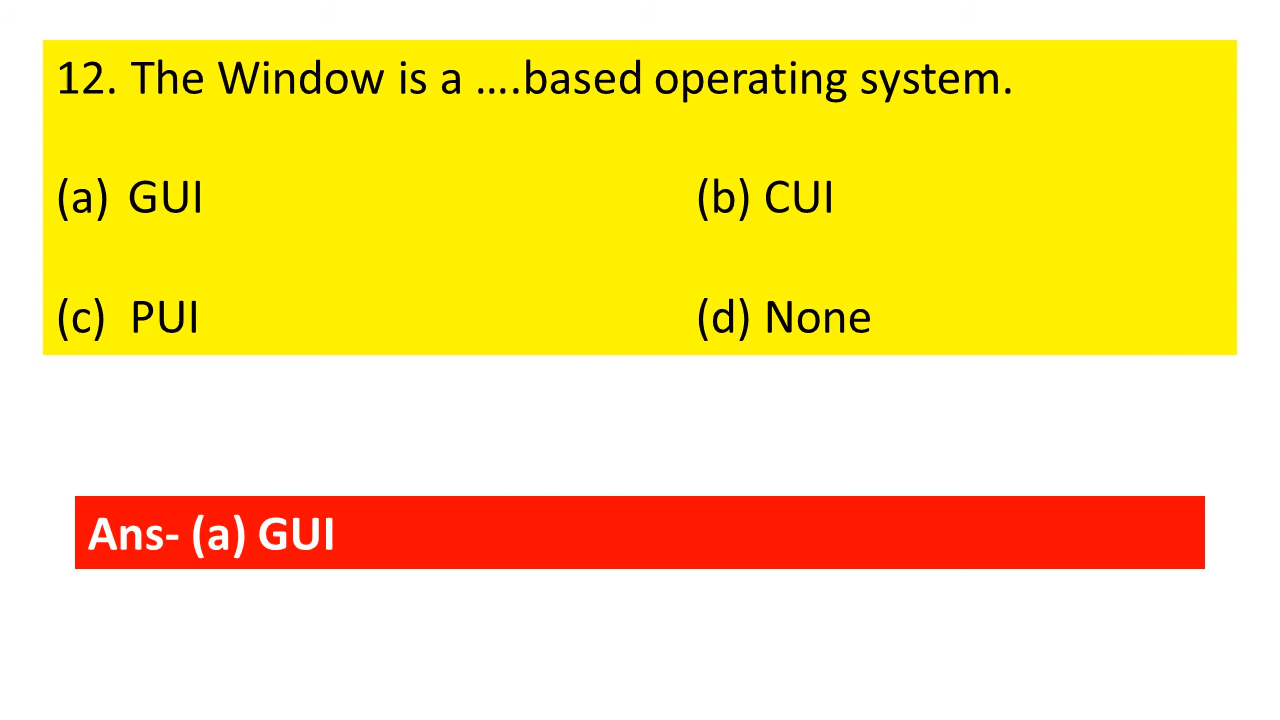 12. The Window is a ….based operating system.
(a) GUI (b) CUI
(c) PUI (d) None
Ans- (a) GUI